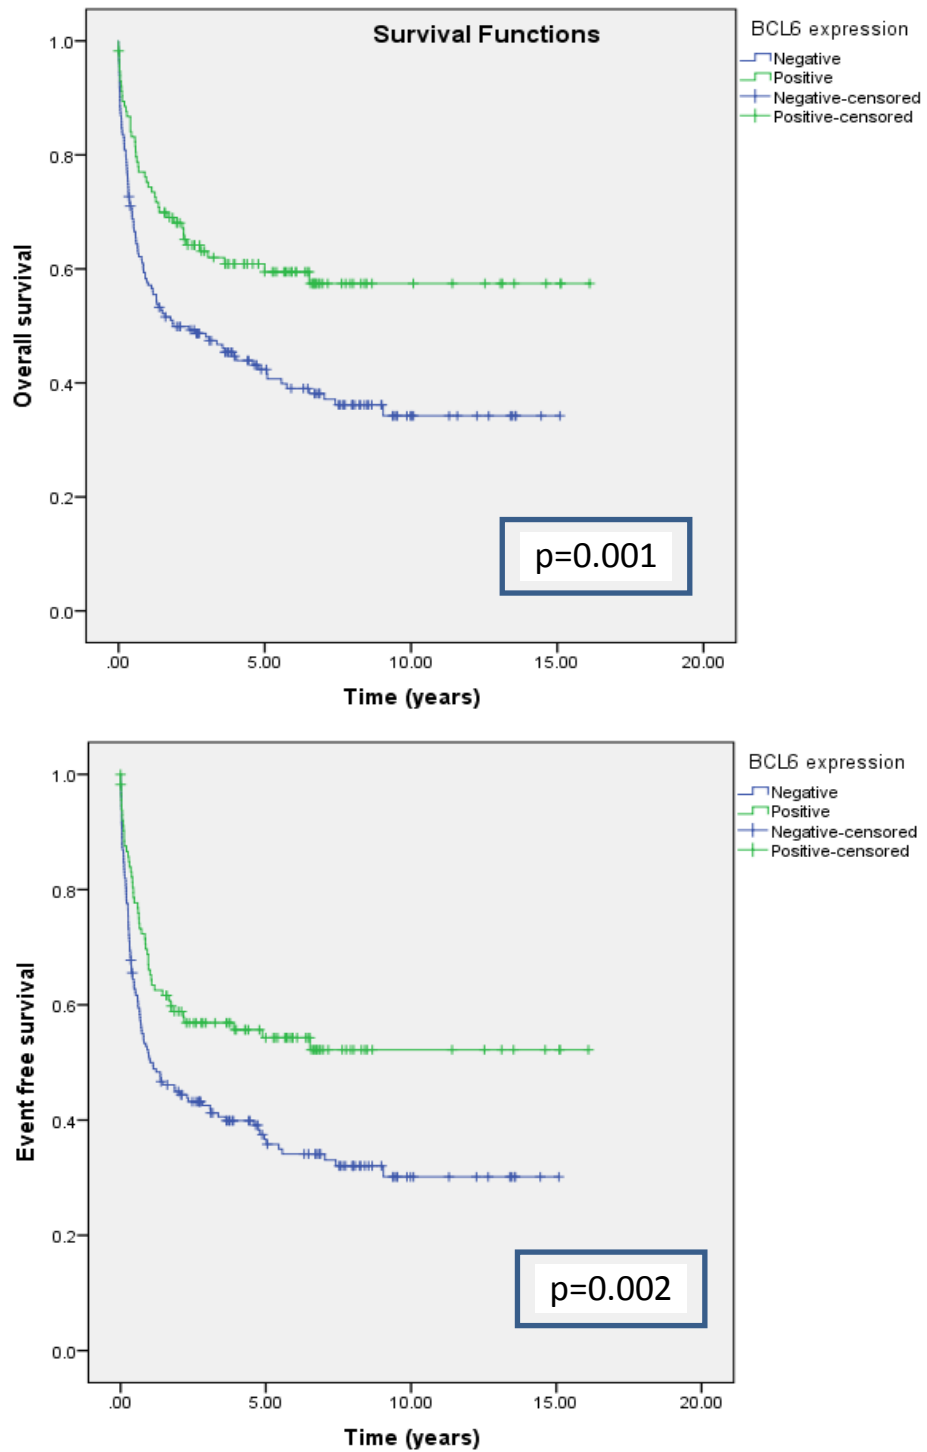 Survival Functions
BCL6 expression
Negative
Positive
Negative-censored
Positive-censored
Overall survival
1.0
0.8
0.6
0.4
0.2
0.0
p=0.001
.00 5.00 10.00 15.00 20.00
Time (years)
BCL6 expression
Negative
Positive
Negative-censored
Positive-censored
Event free survival
1.0
0.8
0.6
0.4
0.2
0.0
p=0.002
.00 5.00 10.00 15.00 20.00
Time (years)